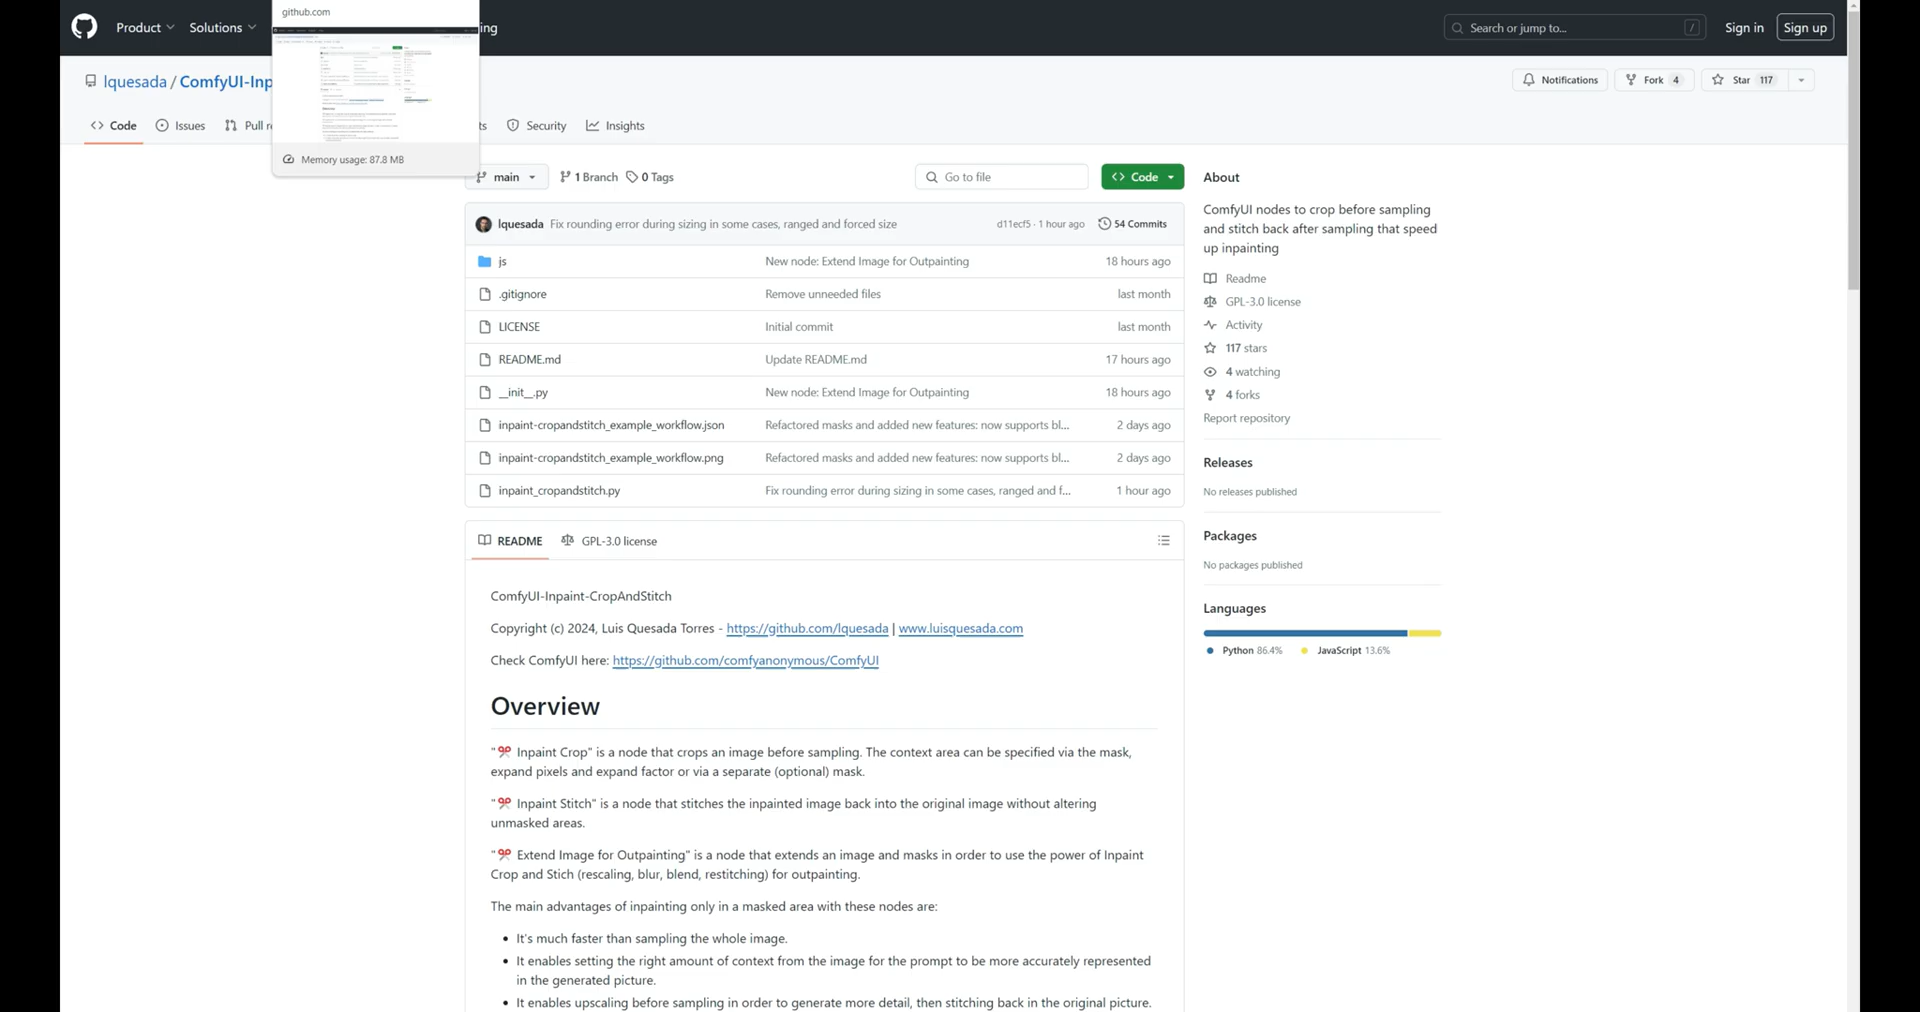 github.com
Product Solutions ing Search or jump to... / Sign in Sign up
lquesada / ComfyUI-Inp Notifications Fork 4 Star 117
Code Issues Pull r ts Security Insights
Memory usage: 87.8 MB
main 1 Branch 0 Tags Go to file Code About
ComfyUI nodes to crop before sampling
and stitch back after sampling that speed
up inpainting
lquesada Fix rounding error during sizing in some cases, ranged and forced size d11ecf5 · 1 hour ago 54 Commits
js New node: Extend Image for Outpainting 18 hours ago
.gitignore Remove unneeded files last month
LICENSE Initial commit last month
README.md Update README.md 17 hours ago
__init__.py New node: Extend Image for Outpainting 18 hours ago
inpaint-cropandstitch_example_workflow.json Refactored masks and added new features: now supports bl... 2 days ago
inpaint-cropandstitch_example_workflow.png Refactored masks and added new features: now supports bl... 2 days ago
inpaint_cropandstitch.py Fix rounding error during sizing in some cases, ranged and f... 1 hour ago
Readme
GPL-3.0 license
Activity
117 stars
4 watching
4 forks
Report repository
Releases
No releases published
Packages
No packages published
Languages
Python 86.4% JavaScript 13.6%
README GPL-3.0 license
ComfyUI-Inpaint-CropAndStitch
Copyright (c) 2024, Luis Quesada Torres - https://github.com/lquesada | www.luisquesada.com
Check ComfyUI here: https://github.com/comfyanonymous/ComfyUI
Overview
"✂ Inpaint Crop" is a node that crops an image before sampling. The context area can be specified via the mask,
expand pixels and expand factor or via a separate (optional) mask.
"✂ Inpaint Stitch" is a node that stitches the inpainted image back into the original image without altering
unmasked areas.
"✂ Extend Image for Outpainting" is a node that extends an image and masks in order to use the power of Inpaint
Crop and Stich (rescaling, blur, blend, restitching) for outpainting.
The main advantages of inpainting only in a masked area with these nodes are:
• It's much faster than sampling the whole image.
• It enables setting the right amount of context from the image for the prompt to be more accurately represented
in the generated picture.
• It enables upscaling before sampling in order to generate more detail, then stitching back in the original picture.